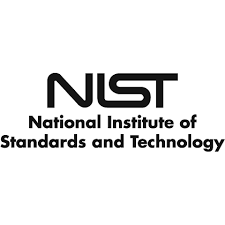 NIST
National Institute of
Standards and Technology